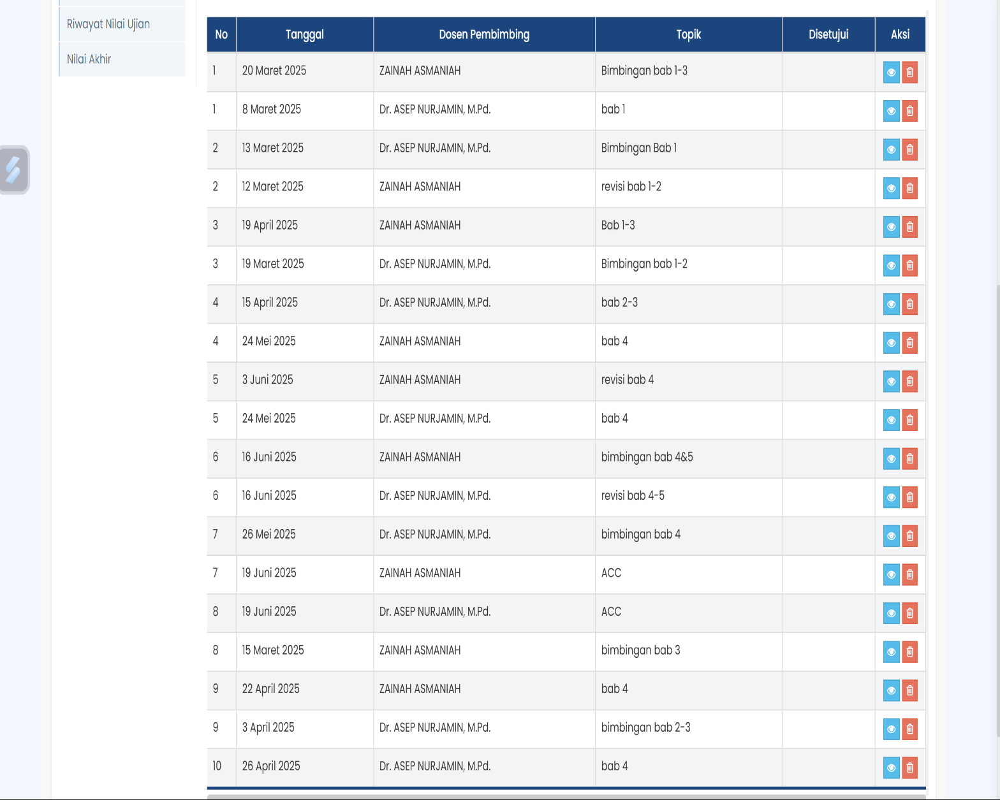 Riwayat Nilai Ujian
Nilai Akhir
No Tanggal Dosen Pembimbing Topik Disetujui Aksi
1 20 Maret 2025 ZAINAH ASMANIAH Bimbingan bab 1-3
1 8 Maret 2025 Dr. ASEP NURJAMIN, M.Pd. bab 1
2 13 Maret 2025 Dr. ASEP NURJAMIN, M.Pd. Bimbingan Bab 1
2 12 Maret 2025 ZAINAH ASMANIAH revisi bab 1-2
3 19 April 2025 ZAINAH ASMANIAH Bab 1-3
3 19 Maret 2025 Dr. ASEP NURJAMIN, M.Pd. Bimbingan bab 1-2
4 15 April 2025 Dr. ASEP NURJAMIN, M.Pd. bab 2-3
4 24 Mei 2025 ZAINAH ASMANIAH bab 4
5 3 Juni 2025 ZAINAH ASMANIAH revisi bab 4
5 24 Mei 2025 Dr. ASEP NURJAMIN, M.Pd. bab 4
6 16 Juni 2025 ZAINAH ASMANIAH bimbingan bab 4&5
6 16 Juni 2025 Dr. ASEP NURJAMIN, M.Pd. revisi bab 4-5
7 26 Mei 2025 Dr. ASEP NURJAMIN, M.Pd. bimbingan bab 4
7 19 Juni 2025 ZAINAH ASMANIAH ACC
8 19 Juni 2025 Dr. ASEP NURJAMIN, M.Pd. ACC
8 15 Maret 2025 ZAINAH ASMANIAH bimbingan bab 3
9 22 April 2025 ZAINAH ASMANIAH bab 4
9 3 April 2025 Dr. ASEP NURJAMIN, M.Pd. bimbingan bab 2-3
10 26 April 2025 Dr. ASEP NURJAMIN, M.Pd. bab 4